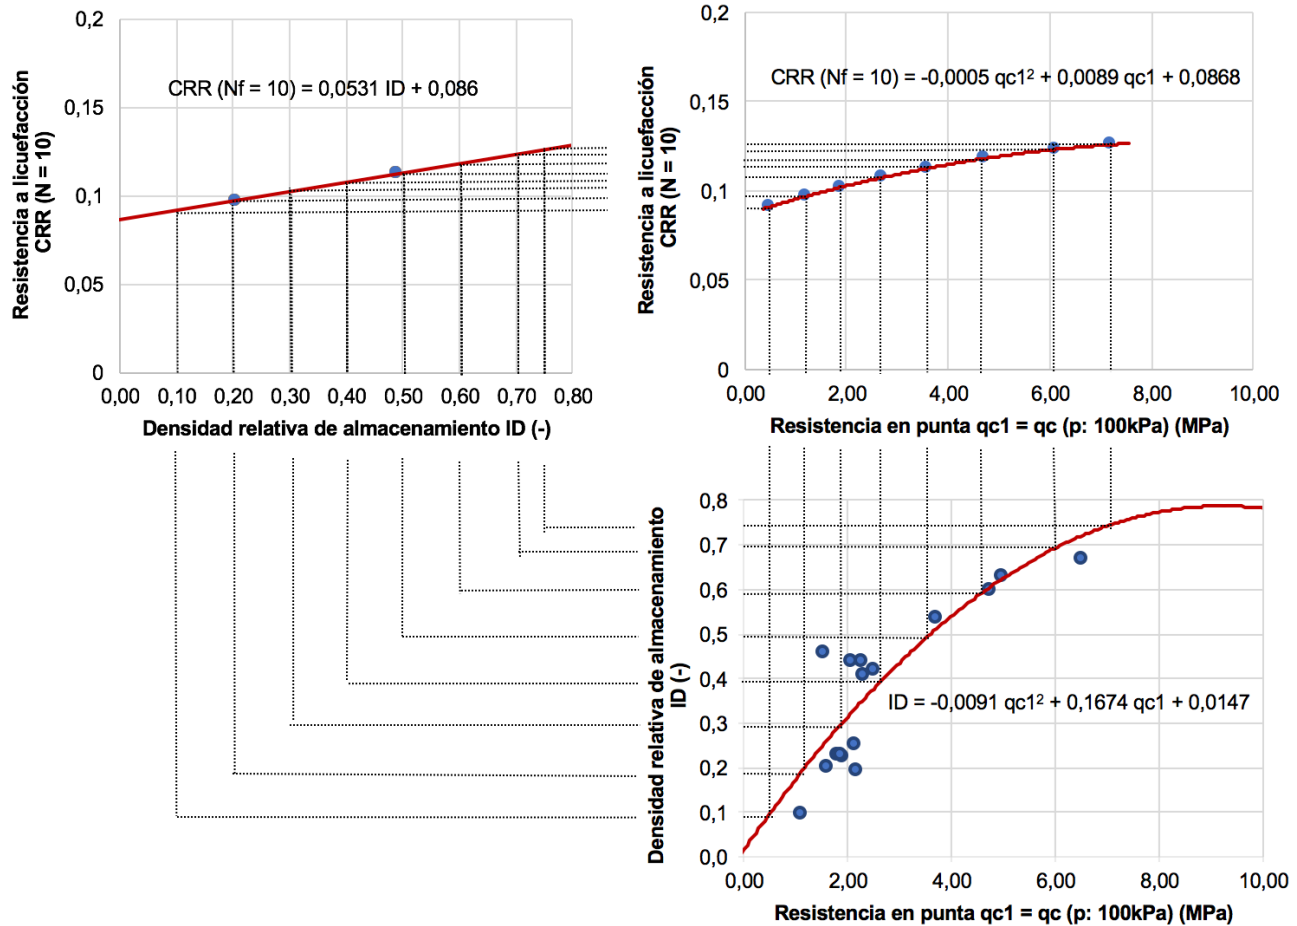 0,2
CRR (Nf = 10) = 0,0531 ID + 0,086
0,15
0,1
0,05
0
Resistencia a licuefacción
CRR (N = 10)
0,00 0,10 0,20 0,30 0,40 0,50 0,60 0,70 0,80
Densidad relativa de almacenamiento ID (-)
0,2
CRR (Nf = 10) = -0,0005 qc1² + 0,0089 qc1 + 0,0868
0,15
0,1
0,05
0
Resistencia a licuefacción
CRR (N = 10)
0,00 2,00 4,00 6,00 8,00 10,00
Resistencia en punta qc1 = qc (p: 100kPa) (MPa)
0,8
0,7
0,6
0,5
0,4
0,3
0,2
0,1
0,0
Densidad relativa de almacenamiento
ID (-)
ID = -0,0091 qc1² + 0,1674 qc1 + 0,0147
0,00 2,00 4,00 6,00 8,00 10,00
Resistencia en punta qc1 = qc (p: 100kPa) (MPa)